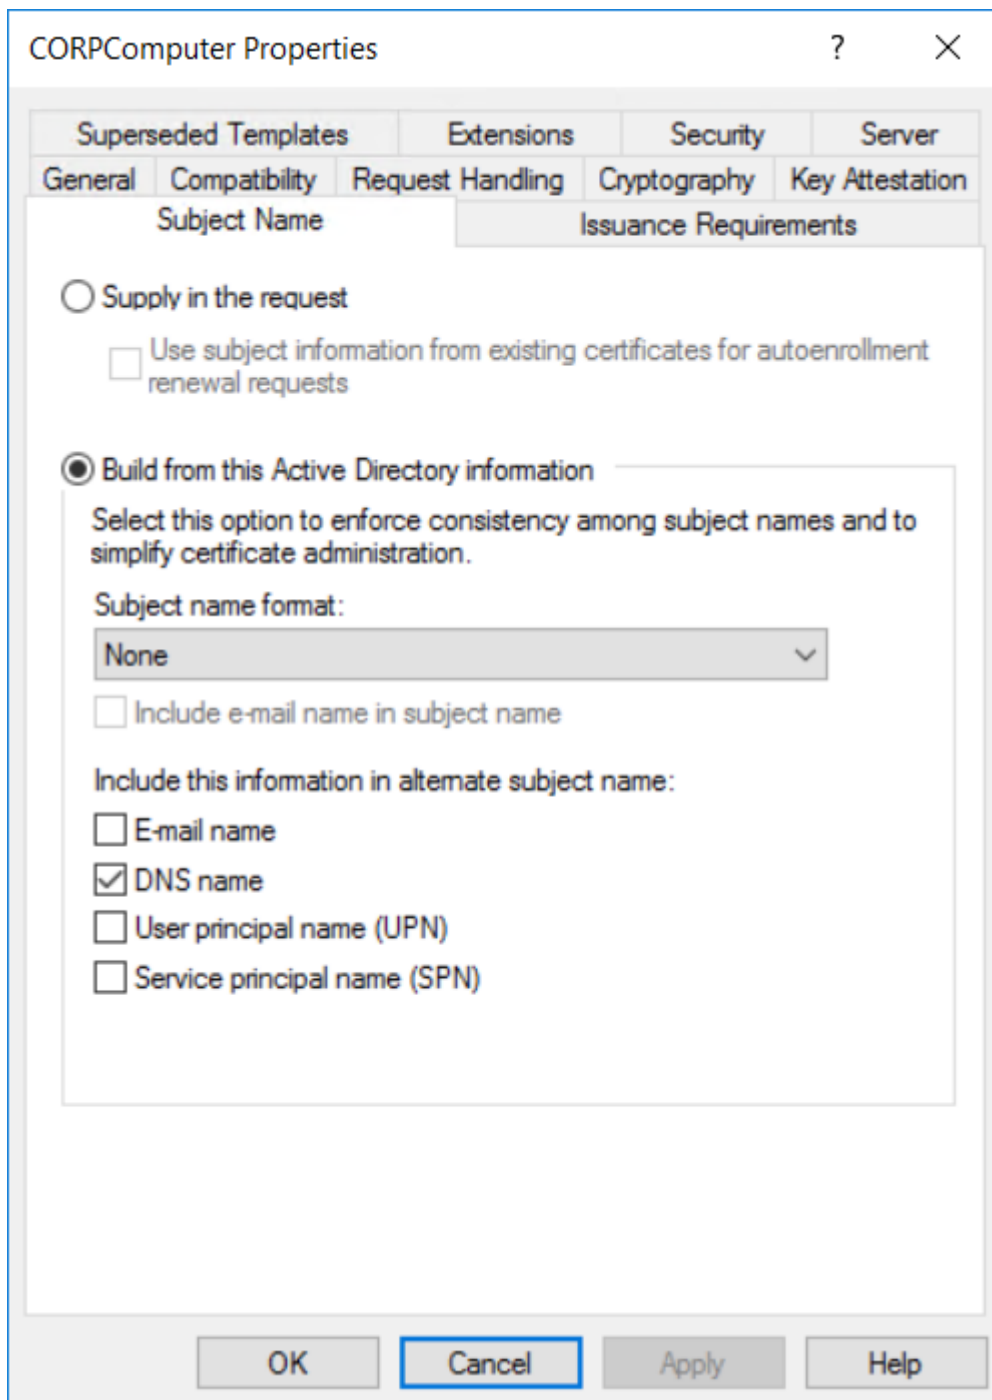 CORPComputer Properties ?
Superseded Templates Extensions Security Server
General Compatibility Request Handling Cryptography Key Attestation
Subject Name Issuance Requirements
Supply in the request
Use subject information from existing certificates for autoenrollment
renewal requests
Build from this Active Directory information
Select this option to enforce consistency among subject names and to
simplify certificate administration.
Subject name format:
None
Include e-mail name in subject name
Include this information in alternate subject name:
E-mail name
DNS name
User principal name (UPN)
Service principal name (SPN)
OK Cancel Apply Help